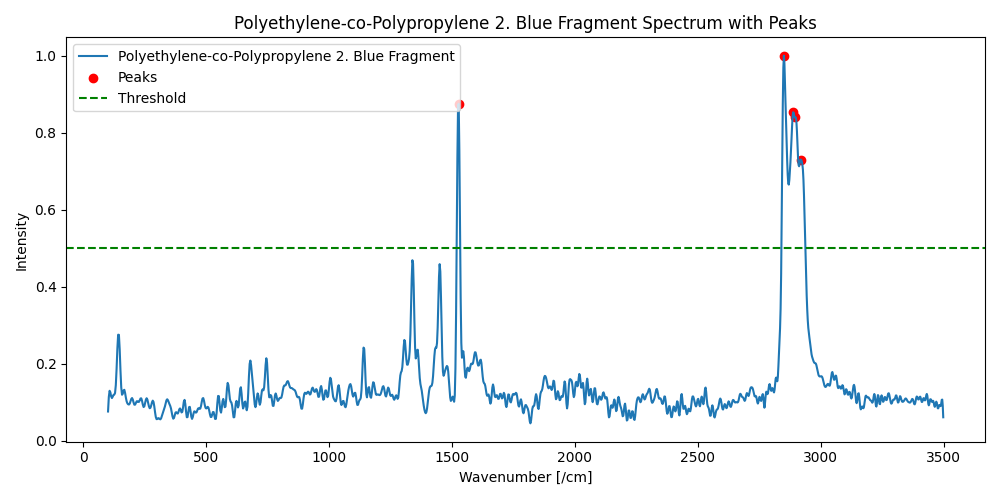 Polyethylene-co-Polypropylene 2. Blue Fragment Spectrum with Peaks
Polyethylene-co-Polypropylene 2. Blue Fragment
Peaks
Threshold
Intensity
1.0
0.8
0.6
0.4
0.2
0.0
0 500 1000 1500 2000 2500 3000 3500
Wavenumber [/cm]